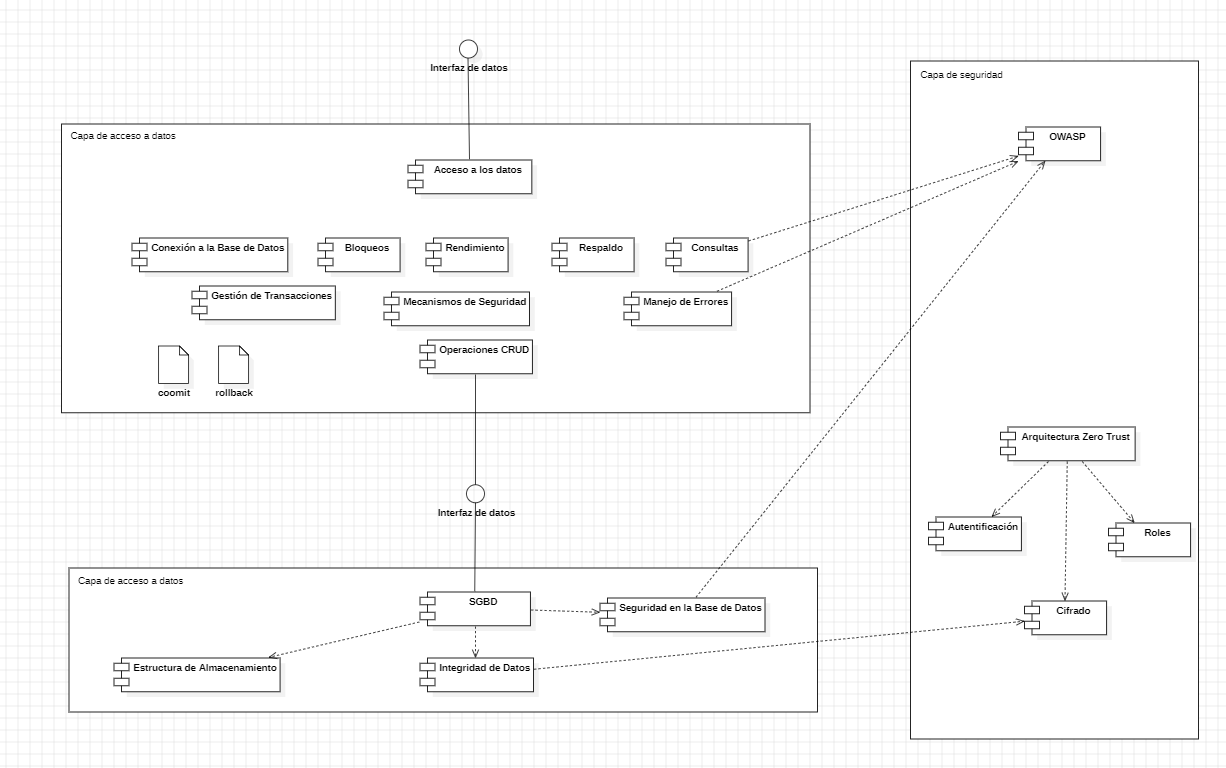 Interfaz de datos
Capa de acceso a datos
Acceso a los datos
Conexión a la Base de Datos
Bloqueos
Rendimiento
Respaldo
Consultas
Gestión de Transacciones
Mecanismos de Seguridad
Manejo de Errores
Operaciones CRUD
coomit
rollback
Interfaz de datos
Capa de acceso a datos
SGBD
Seguridad en la Base de Datos
Estructura de Almacenamiento
Integridad de Datos
Capa de seguridad
OWASP
Arquitectura Zero Trust
Autentificación
Roles
Cifrado